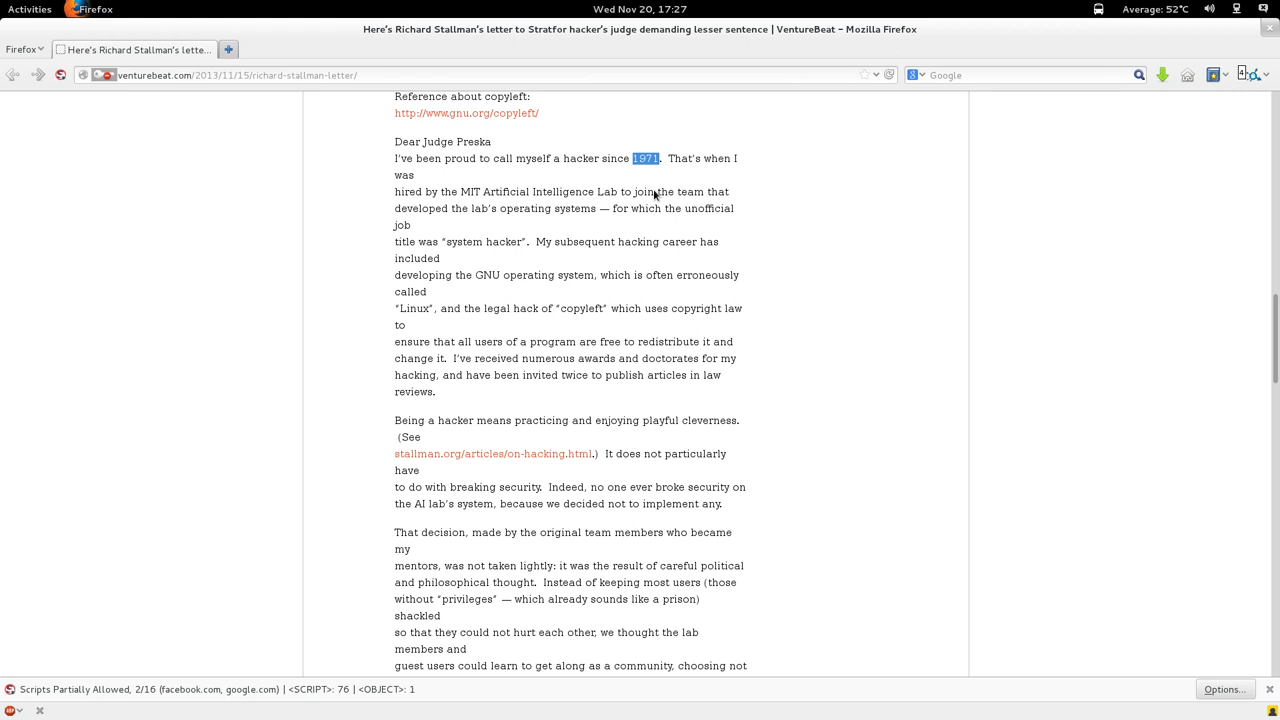 Activities Firefox Wed Nov 20, 17:27 Average: 52°C
Here's Richard Stallman's letter to Stratfor hacker's judge demanding lesser sentence | VentureBeat - Mozilla Firefox
Firefox Here's Richard Stallman's lette...
venturebeat.com/2013/11/15/richard-stallman-letter/ Google 4
Reference about copyleft:
http://www.gnu.org/copyleft/
Dear Judge Preska
I've been proud to call myself a hacker since 1971.  That's when I
was
hired by the MIT Artificial Intelligence Lab to join the team that
developed the lab's operating systems — for which the unofficial
job
title was "system hacker".  My subsequent hacking career has
included
developing the GNU operating system, which is often erroneously
called
"Linux", and the legal hack of "copyleft" which uses copyright law
to
ensure that all users of a program are free to redistribute it and
change it.  I've received numerous awards and doctorates for my
hacking, and have been invited twice to publish articles in law
reviews.
Being a hacker means practicing and enjoying playful cleverness.
(See
stallman.org/articles/on-hacking.html.)  It does not particularly
have
to do with breaking security.  Indeed, no one ever broke security on
the AI lab's system, because we decided not to implement any.
That decision, made by the original team members who became
my
mentors, was not taken lightly: it was the result of careful political
and philosophical thought.  Instead of keeping most users (those
without "privileges" — which already sounds like a prison)
shackled
so that they could not hurt each other, we thought the lab
members and
guest users could learn to get along as a community, choosing not
Scripts Partially Allowed, 2/16 (facebook.com, google.com) | <SCRIPT>: 76 | <OBJECT>: 1 Options...